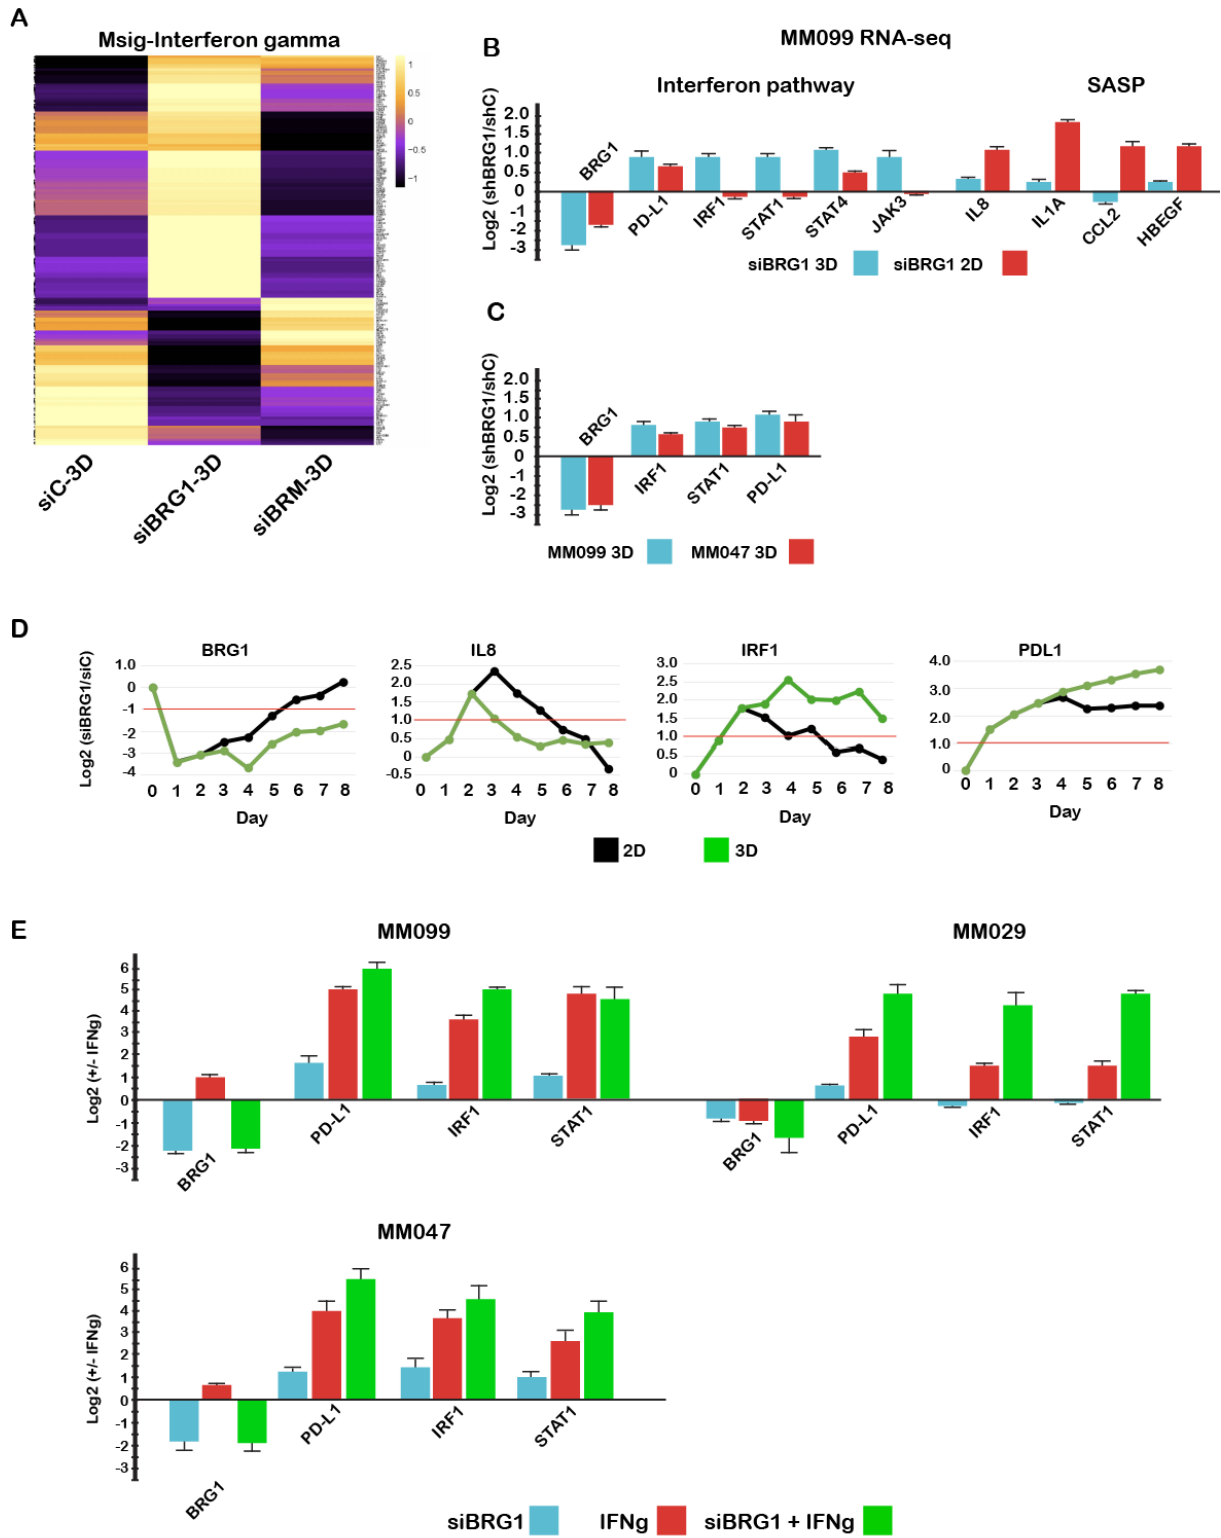 A
Msig-Interferon gamma
1
0.5
0
−0.5
−1
siC-3D
siBRG1-3D
siBRM-3D
B
MM099 RNA-seq
Interferon pathway
SASP
Log2 (shBRG1/shC)
2.0
1.0
0.5
0
-1
-2
-3
BRG1
PD-L1
IRF1
STAT1
STAT4
JAK3
IL8
IL1A
CCL2
HBEGF
siBRG1 3D
siBRG1 2D
C
Log2 (shBRG1/shC)
2.0
1.0
0.5
0
-1
-2
-3
BRG1
IRF1
STAT1
PD-L1
MM099 3D
MM047 3D
D
Log2 (siBRG1/siC)
BRG1
1.0
0
-1
-2
-3
-4
0 1 2 3 4 5 6 7 8
Day
IL8
2.5
2.0
1.5
1.0
0.5
0
-0.5
0 1 2 3 4 5 6 7 8
Day
IRF1
3.0
2.5
2.0
1.5
1.0
0.5
0
0 1 2 3 4 5 6 7 8
Day
PDL1
4.0
3.0
2.0
1.0
0
0 1 2 3 4 5 6 7 8
Day
2D
3D
E
MM099
Log2 (+/- IFNg)
6
5
4
3
2
1
0
-1
-2
-3
BRG1
PD-L1
IRF1
STAT1
MM029
BRG1
PD-L1
IRF1
STAT1
MM047
Log2 (+/- IFNg)
6
5
4
3
2
1
0
-1
-2
-3
BRG1
PD-L1
IRF1
STAT1
siBRG1
IFNg
siBRG1 + IFNg